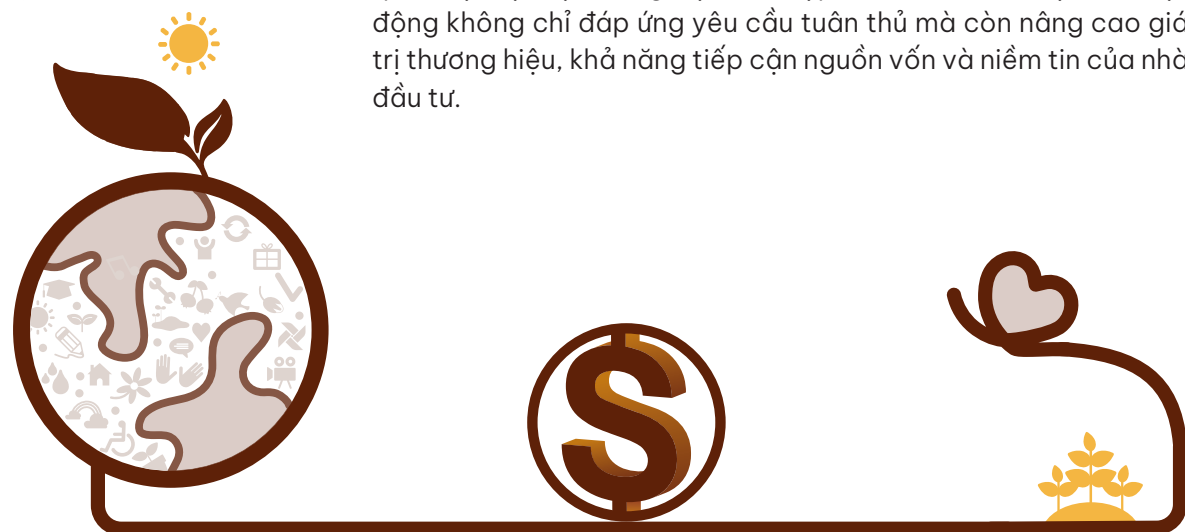 động không chỉ đáp ứng yêu cầu tuân thủ mà còn nâng cao giá
trị thương hiệu, khả năng tiếp cận nguồn vốn và niềm tin của nhà
đầu tư.